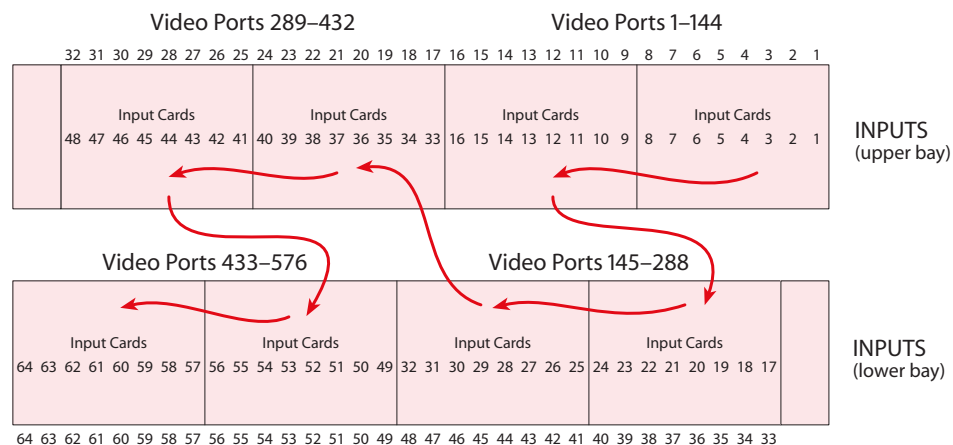 Video Ports 289–432 Video Ports 1–144
32 31 30 29 28 27 26 25 24 23 22 21 20 19 18 17 16 15 14 13 12 11 10 9 8 7 6 5 4 3 2 1
Input Cards Input Cards Input Cards Input Cards
48 47 46 45 44 43 42 41 40 39 38 37 36 35 34 33 16 15 14 13 12 11 10 9 8 7 6 5 4 3 2 1
INPUTS
(upper bay)
Video Ports 433–576 Video Ports 145–288
Input Cards Input Cards Input Cards Input Cards
64 63 62 61 60 59 58 57 56 55 54 53 52 51 50 49 32 31 30 29 28 27 26 25 24 23 22 21 20 19 18 17
INPUTS
(lower bay)
64 63 62 61 60 59 58 57 56 55 54 53 52 51 50 49 48 47 46 45 44 43 42 41 40 39 38 37 36 35 34 33